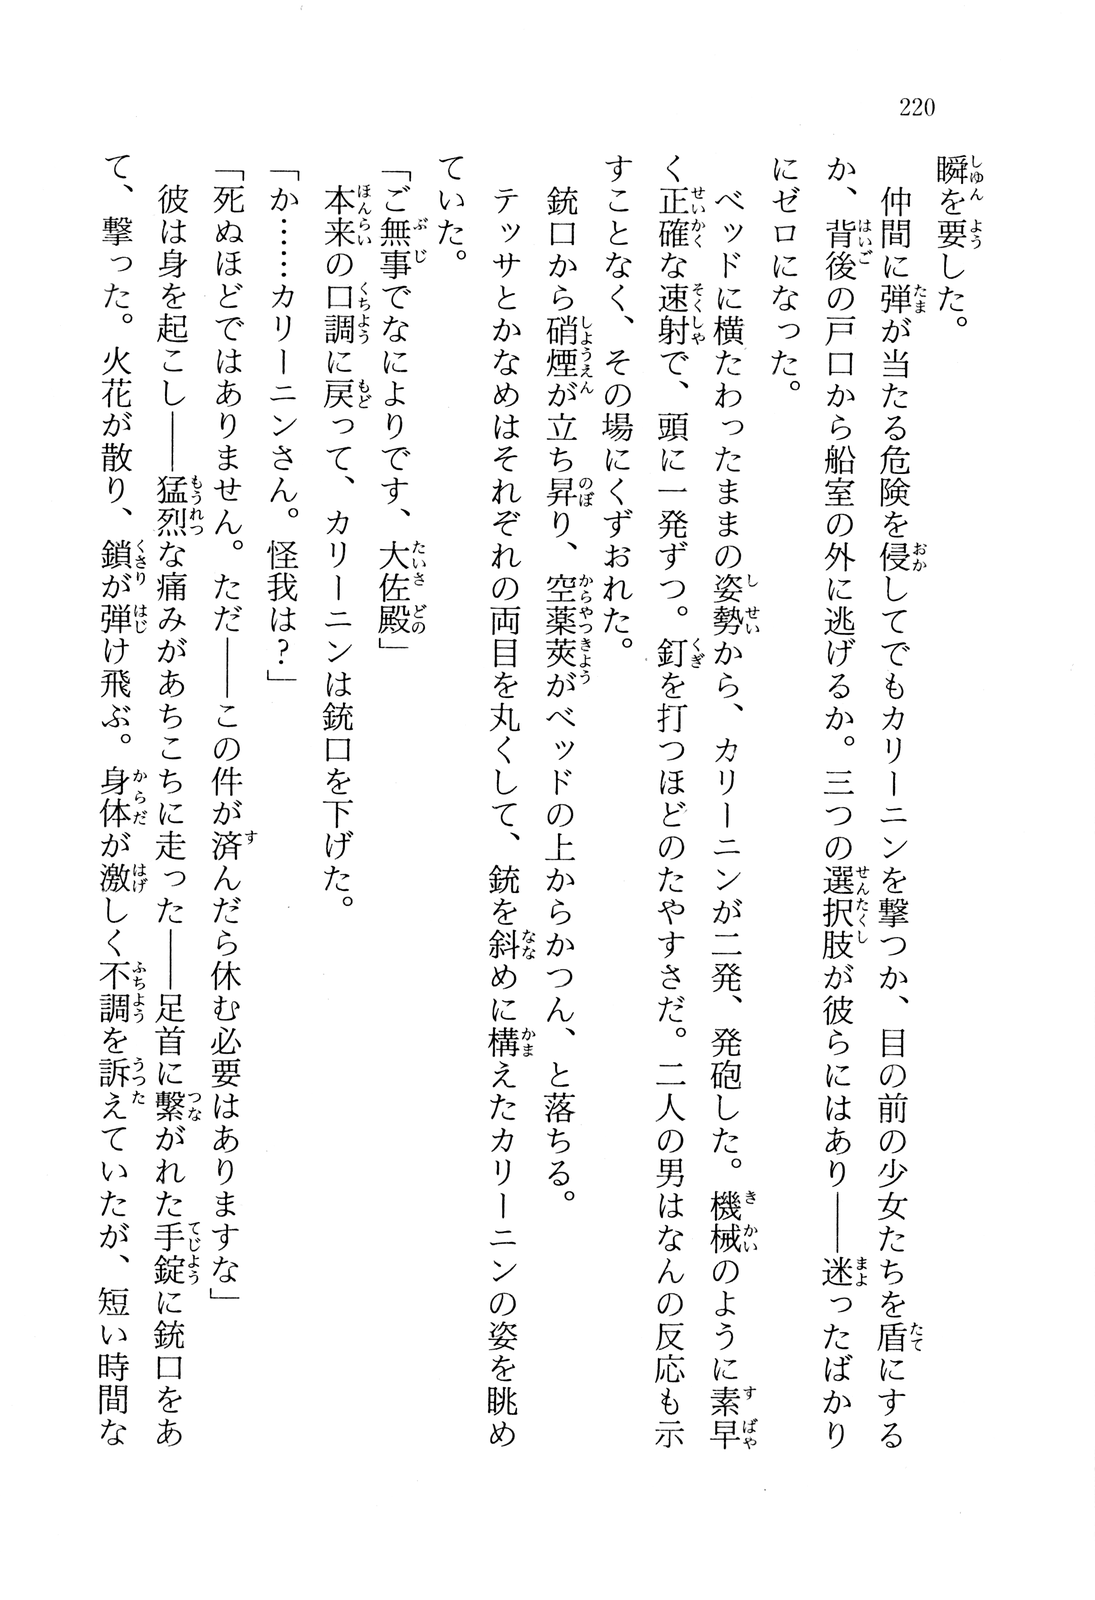 220
瞬を要した。
　仲間に弾が当たる危険を侵してでもカリーニンを撃つか、目の前の少女たちを盾にする
か、背後の戸口から船室の外に逃げるか。三つの選択肢が彼らにはあり――迷ったばかり
にゼロになった。
　ベッドに横たわったままの姿勢から、カリーニンが二発、発砲した。機械のように素早
く正確な速射で、頭に一発ずつ。釘を打つほどのたやすさだ。二人の男はなんの反応も示
すことなく、その場にくずおれた。
　銃口から硝煙が立ち昇り、空薬莢がベッドの上からかつん、と落ちる。
　テッサとかなめはそれぞれの両目を丸くして、銃を斜めに構えたカリーニンの姿を眺め
ていた。
「ご無事でなによりです、大佐殿」
　本来の口調に戻って、カリーニンは銃口を下げた。
「か……カリーニンさん。怪我は？」
「死ぬほどではありません。ただ――この件が済んだら休む必要はありますな」
　彼は身を起こし――猛烈な痛みがあちこちに走った――足首に繋がれた手錠に銃口をあ
て、撃った。火花が散り、鎖が弾け飛ぶ。身体が激しく不調を訴えていたが、短い時間な